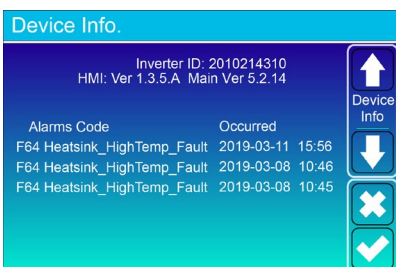 Device Info.
Inverter ID: 2010214310
HMI: Ver 1.3.5.A Main Ver 5.2.14
Device
Info
Alarms Code Occurred
F64 Heatsink_HighTemp_Fault 2019-03-11 15:56
F64 Heatsink_HighTemp_Fault 2019-03-08 10:46
F64 Heatsink_HighTemp_Fault 2019-03-08 10:45